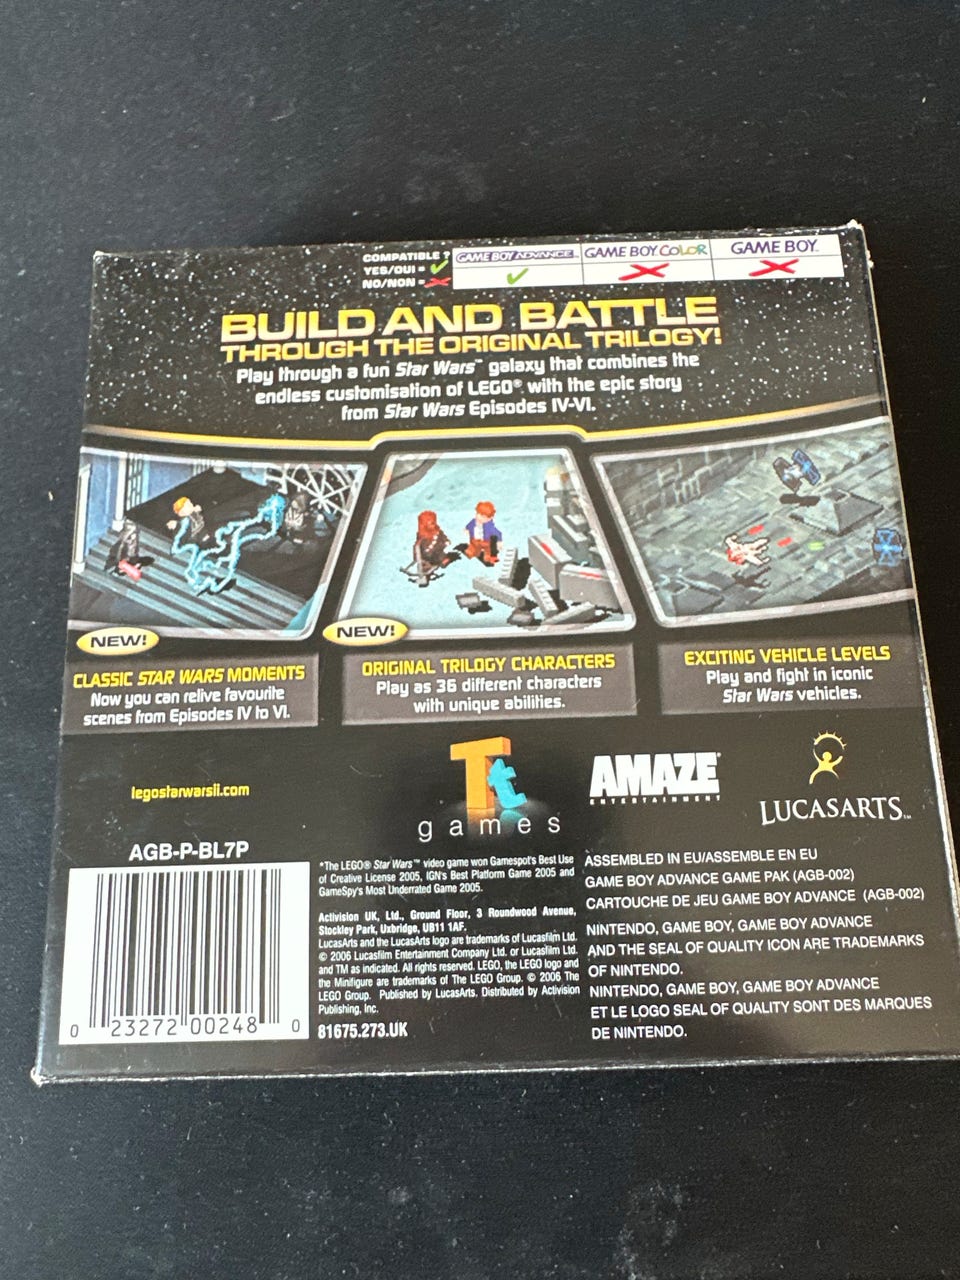 COMPATIBLE ?
YES/OUI =
NO/NON =
GAME BOY ADVANCE™
GAME BOY COLOR
GAME BOY.
BUILD AND BATTLE
THROUGH THE ORIGINAL TRILOGY!
Play through a fun Star Wars™ galaxy that combines the
endless customisation of LEGO® with the epic story
from Star Wars Episodes IV-VI.
NEW!
CLASSIC STAR WARS MOMENTS
Now you can relive favourite
scenes from Episodes IV to VI.
NEW!
ORIGINAL TRILOGY CHARACTERS
Play as 36 different characters
with unique abilities.
EXCITING VEHICLE LEVELS
Play and fight in iconic
Star Wars vehicles.
legostarwarsii.com
Tt
games
AMAZE
ENTERTAINMENT
LUCASARTS™
AGB-P-BL7P
0 23272 00248 0
*The LEGO® Star Wars™ video game won Gamespot's Best Use
of Creative License 2005, IGN's Best Platform Game 2005 and
GameSpy's Most Underrated Game 2005.
Activision UK, Ltd., Ground Floor, 3 Roundwood Avenue,
Stockley Park, Uxbridge, UB11 1AF.
LucasArts and the LucasArts logo are trademarks of Lucasfilm Ltd.
© 2006 Lucasfilm Entertainment Company Ltd. or Lucasfilm Ltd.
and TM as indicated. All rights reserved. LEGO, the LEGO logo and
the Minifigure are trademarks of The LEGO Group. © 2006 The
LEGO Group. Published by LucasArts. Distributed by Activision
Publishing, Inc.
81675.273.UK
ASSEMBLED IN EU/ASSEMBLE EN EU
GAME BOY ADVANCE GAME PAK (AGB-002)
CARTOUCHE DE JEU GAME BOY ADVANCE (AGB-002)
NINTENDO, GAME BOY, GAME BOY ADVANCE
AND THE SEAL OF QUALITY ICON ARE TRADEMARKS
OF NINTENDO.
NINTENDO, GAME BOY, GAME BOY ADVANCE
ET LE LOGO SEAL OF QUALITY SONT DES MARQUES
DE NINTENDO.